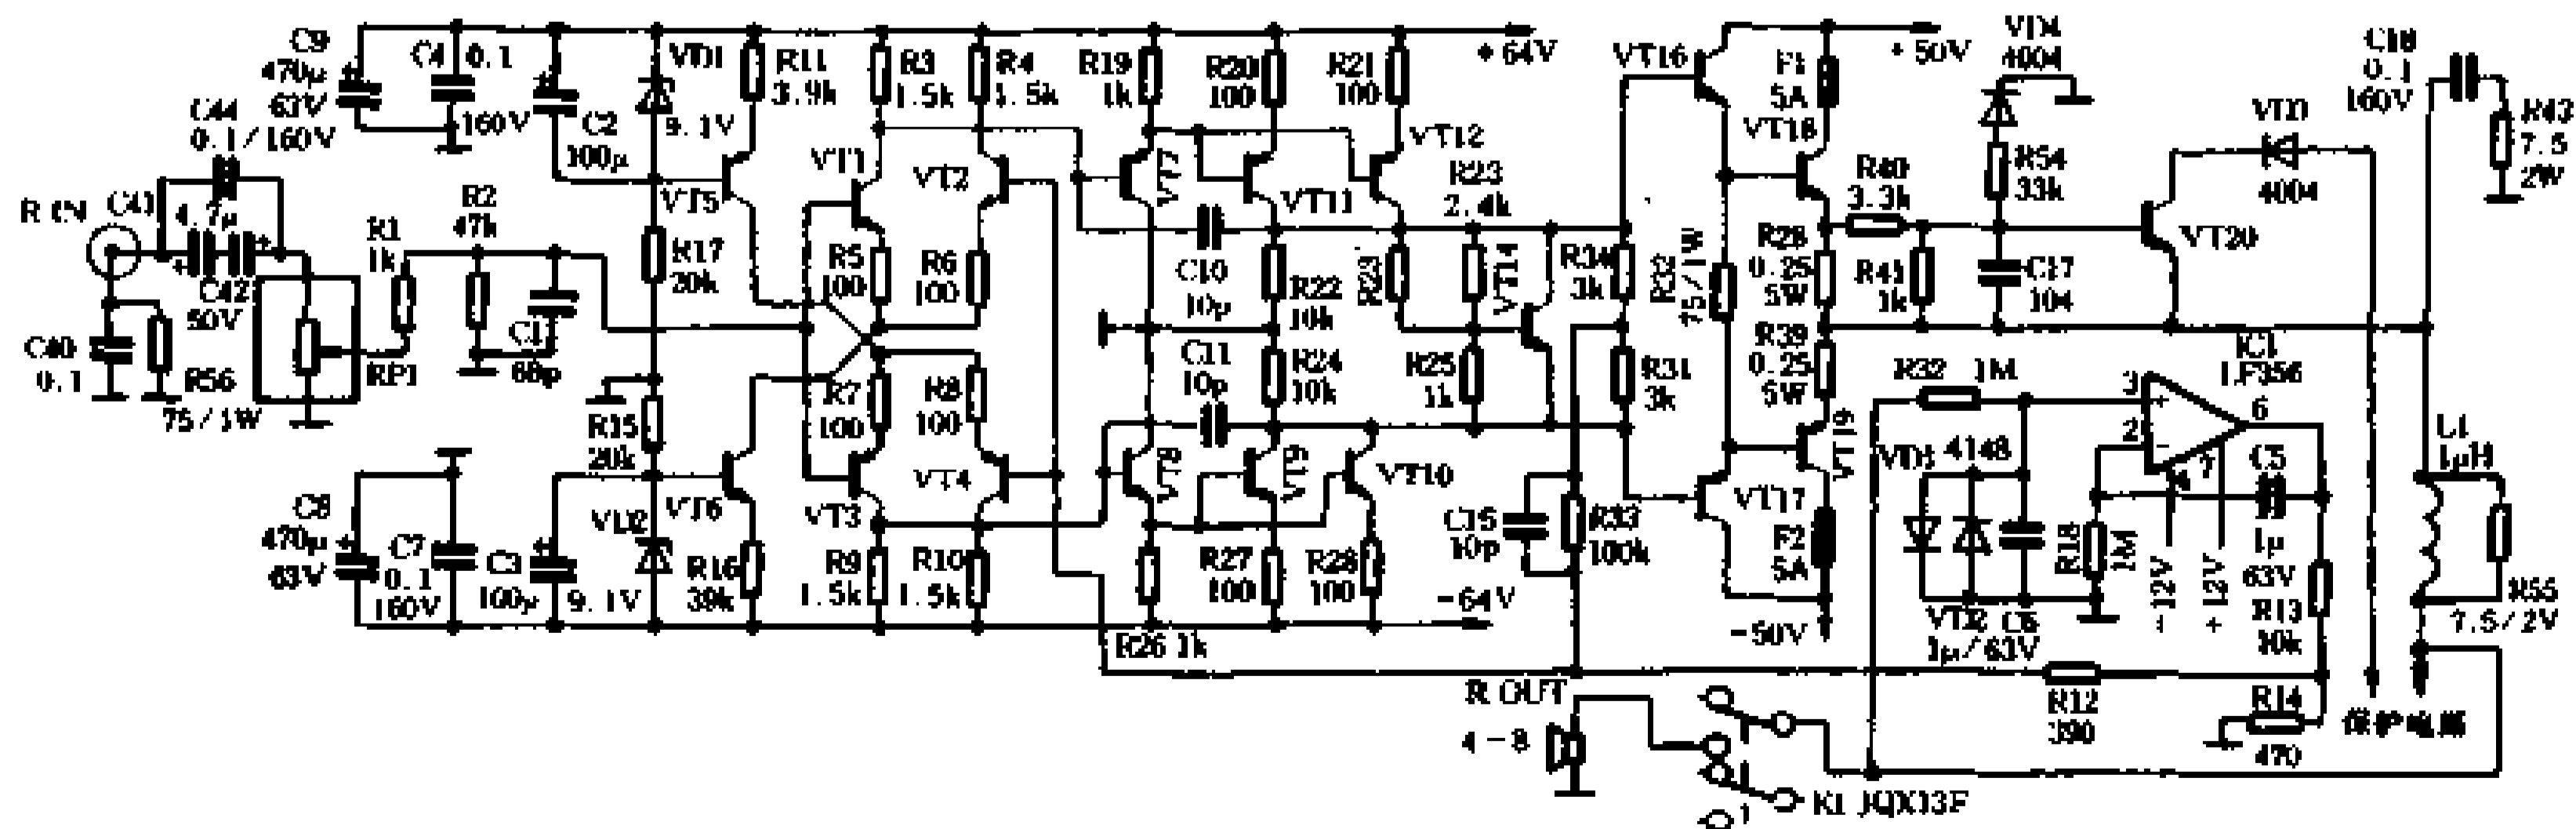 C9
470μ
63V
C4 0.1
160V
C2
100μ
VD1
9.1V
R11
3.9k
R3
1.5k
R4
1.5k
R19
1k
R20
100
R21
100
+64V
VT16
F1
5A
+50V
4004
0.1
160V
R43
7.5
2W
C44
0.1/160V
VT1
VT2
VT5
VT7
VT11
VT12
R23
2.4k
VT18
R40
3.3k
R54
33k
4004
VT20
R IN
4.7μ
C42
50V
R1
1k
R2
47k
R17
20k
R5
100
R6
100
C10
10μ
R22
10k
R23
VT14
R34
3k
R32
75/1W
0.25
5W
R41
1k
C17
104
C40
0.1
R56
75/1W
RP1
C1
68p
R15
20k
R7
100
R8
100
C11
10p
R24
10k
R25
1k
R31
3k
R39
0.25
5W
R32 1M
IC1
LF356
3
2
6
7
L1
1μH
C8
470μ
63V
C7
0.1
160V
C3
100μ
VD2
9.1V
VT6
R16
39k
VT3
VT4
R9
1.5k
R10
1.5k
VT8
VT9
VT10
R27
100
R28
100
R26 1k
-64V
C15
10p
R33
100k
VT17
VT19
F2
-50V
4148
1μ/63V
R18
1M
-12V
+12V
C5
1μ
63V
R13
10k
R55
7.5/2V
R OUT
4-8
R12
390
R14
470
保护电路
K1 JQX13F